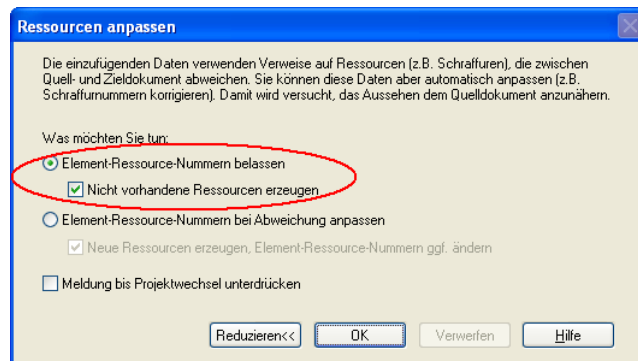 Ressourcen anpassen
Die einzufügenden Daten verwenden Verweise auf Ressourcen (z.B. Schraffuren), die zwischen
Quell- und Zieldokument abweichen. Sie können diese Daten aber automatisch anpassen (z.B.
Schraffurnummern korrigieren). Damit wird versucht, das Aussehen dem Quelldokument anzunähern.
Was möchten Sie tun:
Element-Ressource-Nummern belassen
Nicht vorhandene Ressourcen erzeugen
Element-Ressource-Nummern bei Abweichung anpassen
Neue Ressourcen erzeugen, Element-Ressource-Nummern ggf. ändern
Meldung bis Projektwechsel unterdrücken
Reduzieren<< OK Verwerfen Hilfe